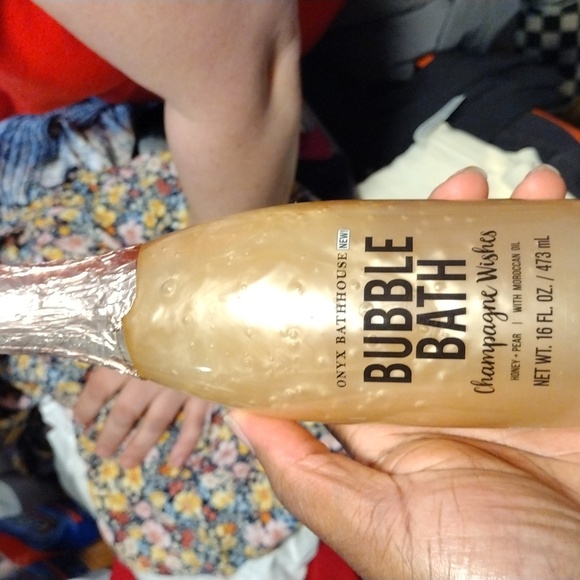 ONYX BATHHOUSE NEW!
BUBBLE
BATH
Champagne Wishes
HONEY + PEAR | WITH MOROCCAN OIL
NET WT. 16 FL. OZ. / 473 mL